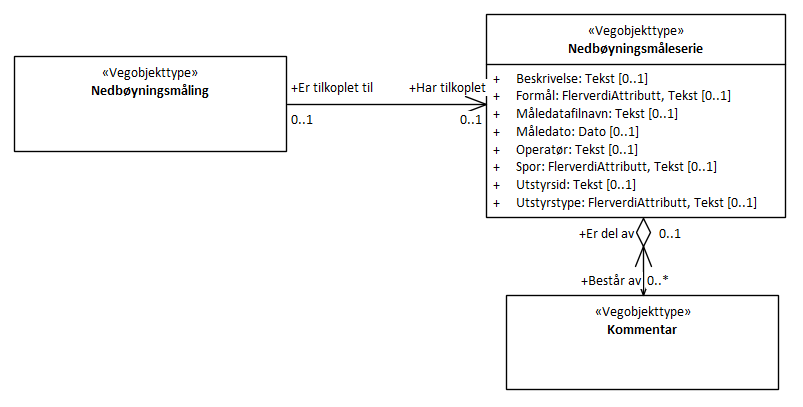 «Vegobjekttype»
Nedbøyningsmåling
+Er tilkoplet til
0..1
+Har tilkoplet
0..1
«Vegobjekttype»
Nedbøyningsmåleserie
+ Beskrivelse: Tekst [0..1]
+ Formål: FlerverdiAttributt, Tekst [0..1]
+ Måledatafilnavn: Tekst [0..1]
+ Måledato: Dato [0..1]
+ Operatør: Tekst [0..1]
+ Spor: FlerverdiAttributt, Tekst [0..1]
+ Utstyrsid: Tekst [0..1]
+ Utstyrstype: FlerverdiAttributt, Tekst [0..1]
+Er del av 0..1
+Består av 0..*
«Vegobjekttype»
Kommentar